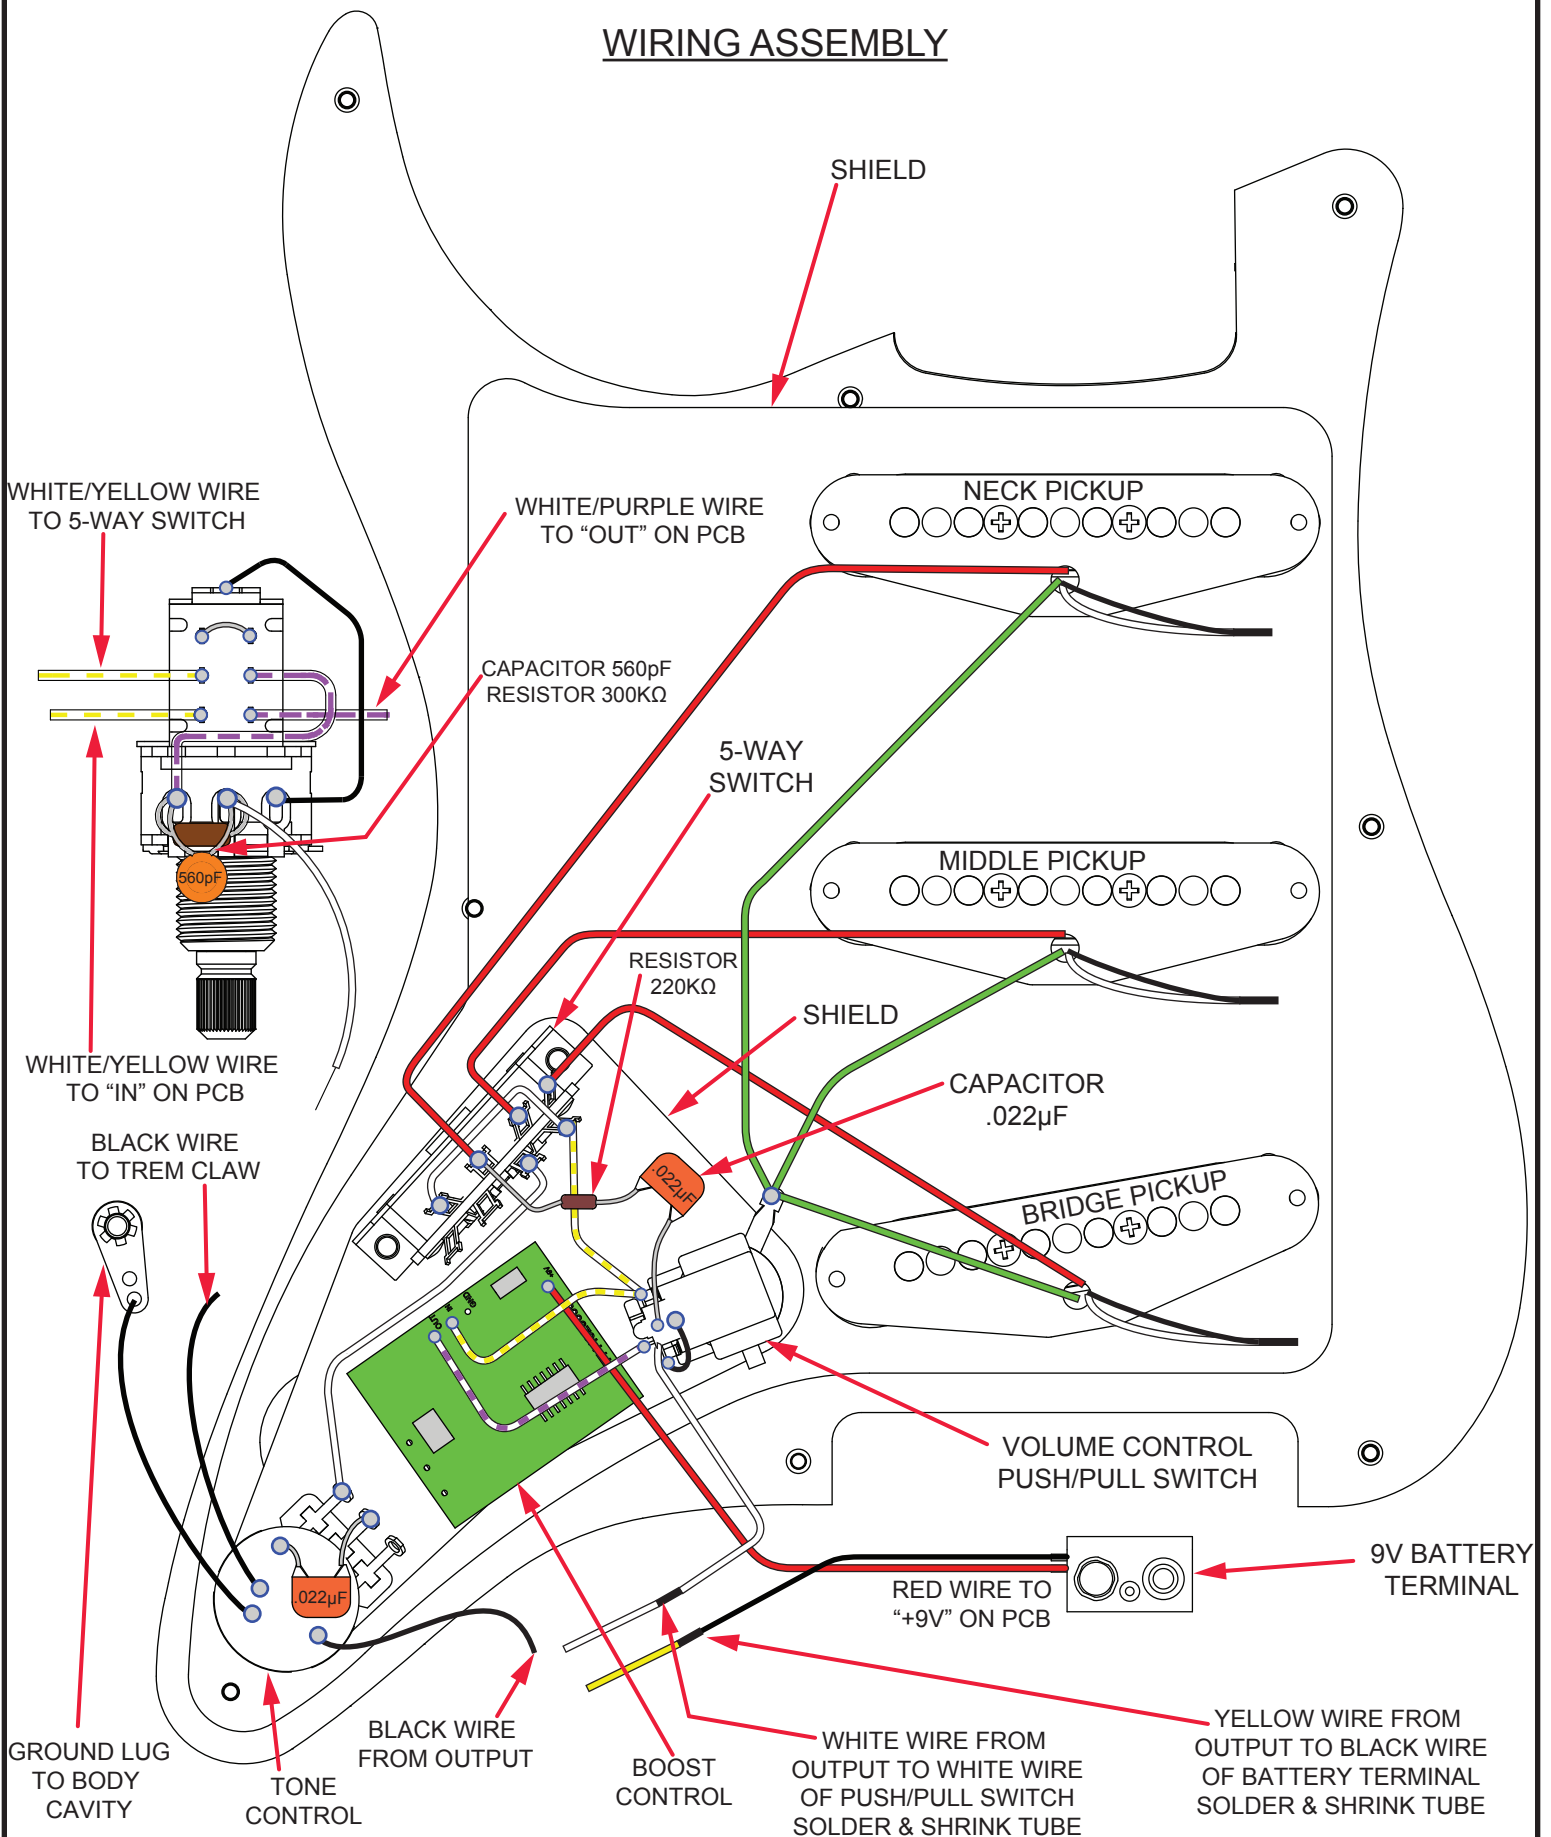 WIRING ASSEMBLY
SHIELD
NECK PICKUP
WHITE/YELLOW WIRE
TO 5-WAY SWITCH
WHITE/PURPLE WIRE
TO “OUT” ON PCB
CAPACITOR 560pF
RESISTOR 300KΩ
5-WAY
SWITCH
560pF
MIDDLE PICKUP
RESISTOR
220KΩ
SHIELD
WHITE/YELLOW WIRE
TO “IN” ON PCB
CAPACITOR
.022µF
BLACK WIRE
TO TREM CLAW
.022µF
BRIDGE PICKUP
+9V
GND
IN
OUT
VOLUME CONTROL
PUSH/PULL SWITCH
9V BATTERY
TERMINAL
RED WIRE TO
“+9V” ON PCB
.022µF
GROUND LUG
TO BODY
CAVITY
TONE
CONTROL
BLACK WIRE
FROM OUTPUT
BOOST
CONTROL
WHITE WIRE FROM
OUTPUT TO WHITE WIRE
OF PUSH/PULL SWITCH
SOLDER & SHRINK TUBE
YELLOW WIRE FROM
OUTPUT TO BLACK WIRE
OF BATTERY TERMINAL
SOLDER & SHRINK TUBE